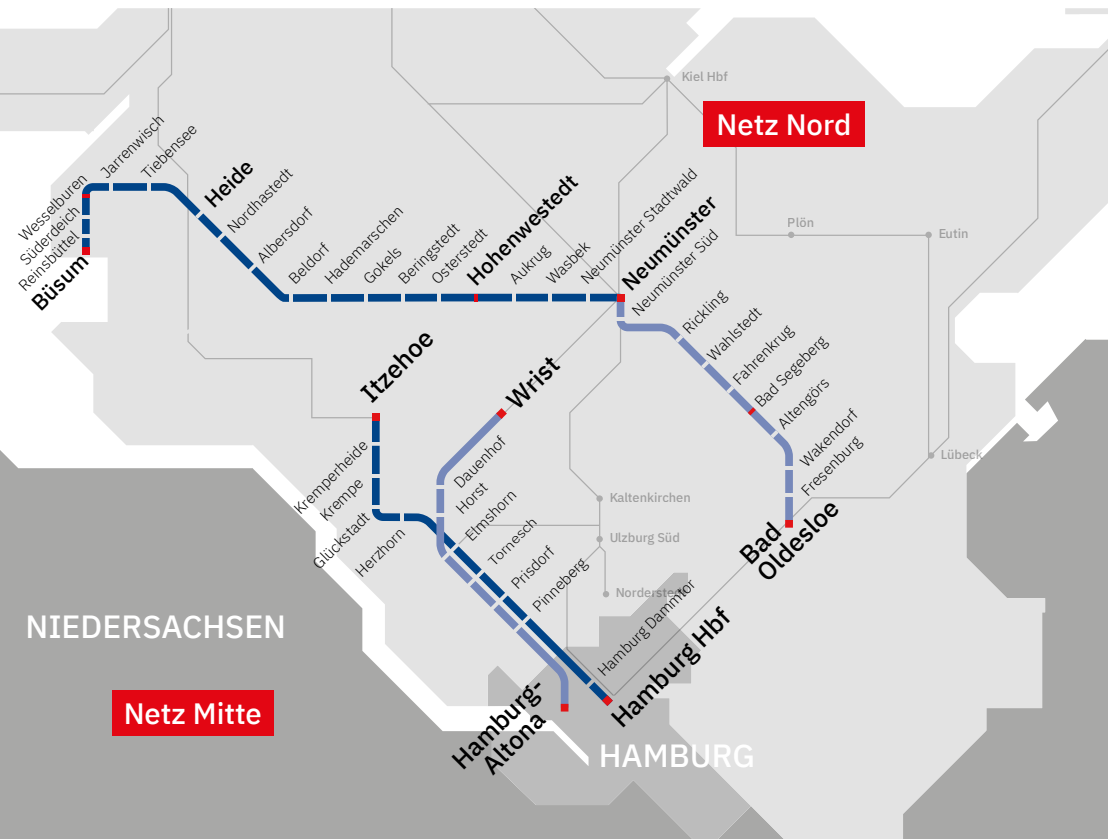 Kiel Hbf
Netz Nord
Jarrenwisch
Tiebensee
Wesselburen
Süderdeich
Reinsbüttel
Büsum
Heide
Nordhastedt
Albersdorf
Beldorf
Hademarschen
Gokels
Beringstedt
Osterstedt
Hohenwestedt
Aukrug
Wasbek
Neumünster Stadtwald
Neumünster
Neumünster Süd
Plön
Eutin
Rickling
Wahlstedt
Fahrenkrug
Bad Segeberg
Altengörs
Wakendorf
Fresenburg
Bad
Oldesloe
Lübeck
Itzehoe
Wrist
Kremperheide
Krempe
Glückstadt
Herzhorn
Dauenhof
Horst
Elmshorn
Tornesch
Prisdorf
Pinneberg
Kaltenkirchen
Ulzburg Süd
Norderstedt
Hamburg Dammtor
Hamburg Hbf
Hamburg-
Altona
NIEDERSACHSEN
Netz Mitte
HAMBURG